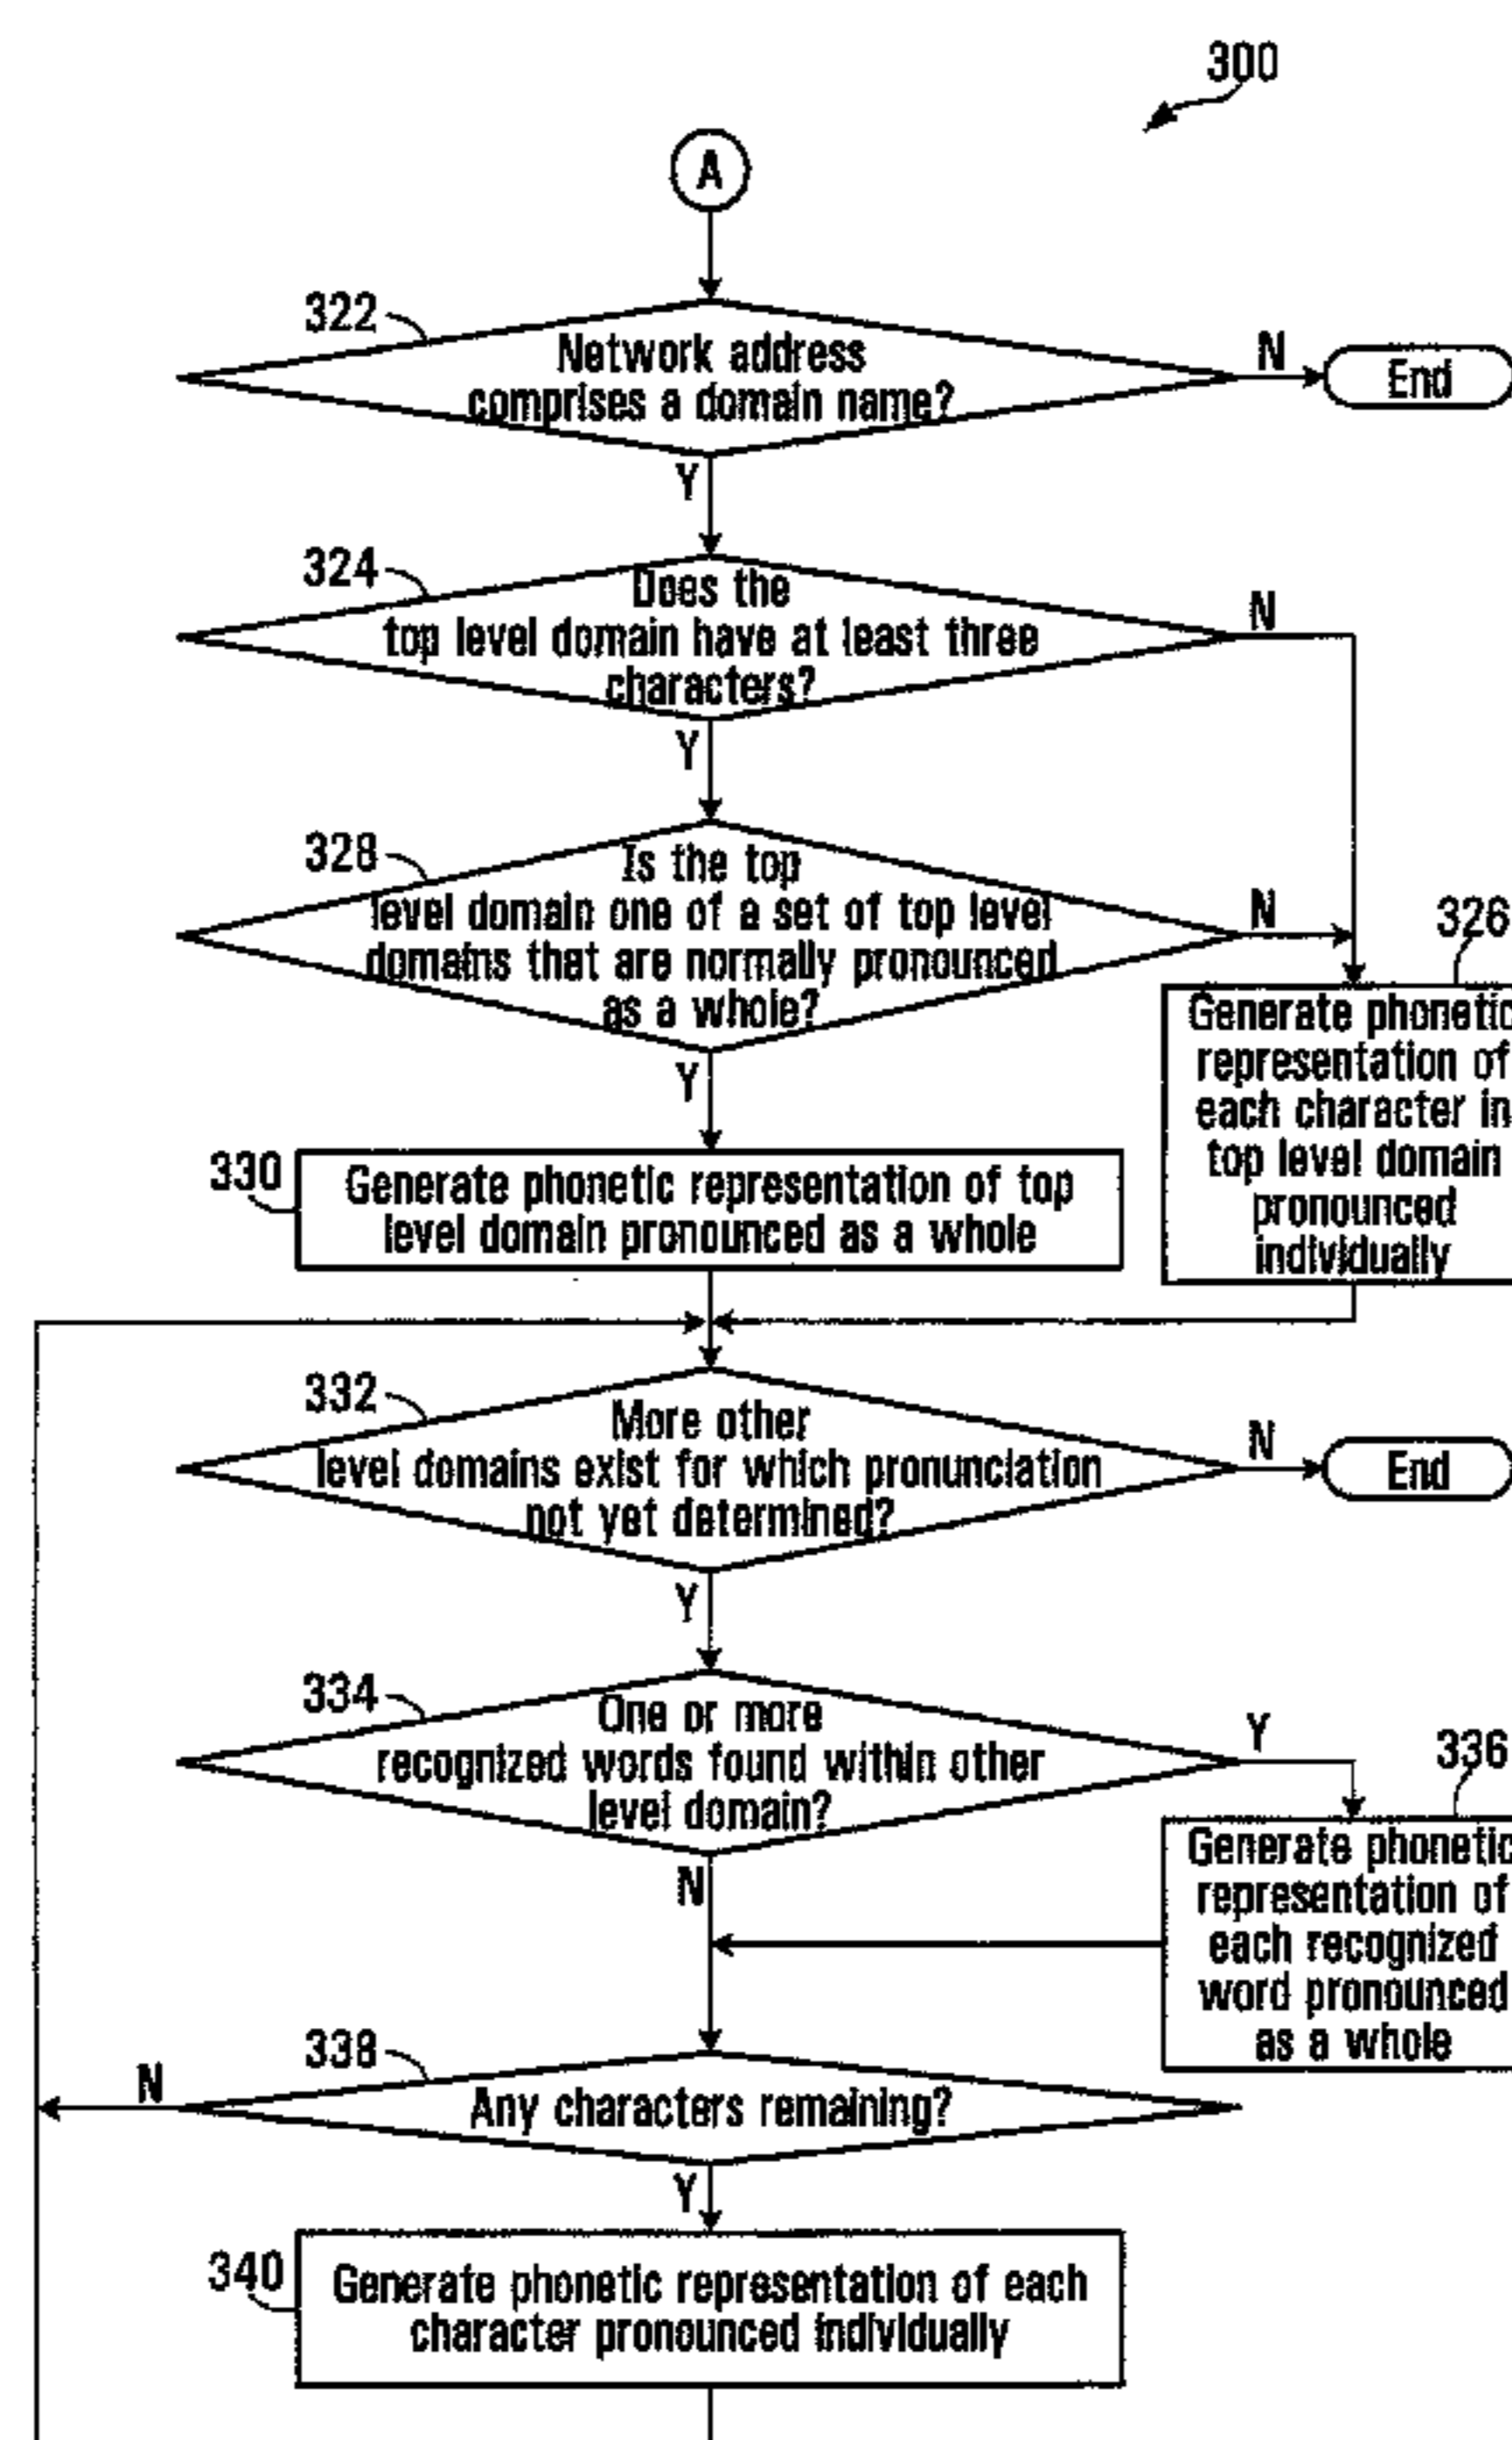 300
A
322
Network address
comprises a domain name?
N
End
Y
324
Does the
top level domain have at least three
characters?
N
Y
328
Is the top
level domain one of a set of top level
domains that are normally pronounced
as a whole?
N
326
Generate phonetic
representation of
each character in
top level domain
pronounced
individually
Y
330
Generate phonetic representation of top
level domain pronounced as a whole
332
More other
level domains exist for which pronunciation
not yet determined?
N
End
Y
334
One or more
recognized words found within other
level domain?
Y
336
Generate phonetic
representation of
each recognized
word pronounced
as a whole
N
338
Any characters remaining?
N
Y
340
Generate phonetic representation of each
character pronounced individually